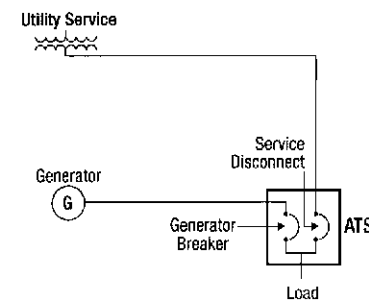 Utility Service
Service
Disconnect
Generator
G
Generator
Breaker
ATS
Load